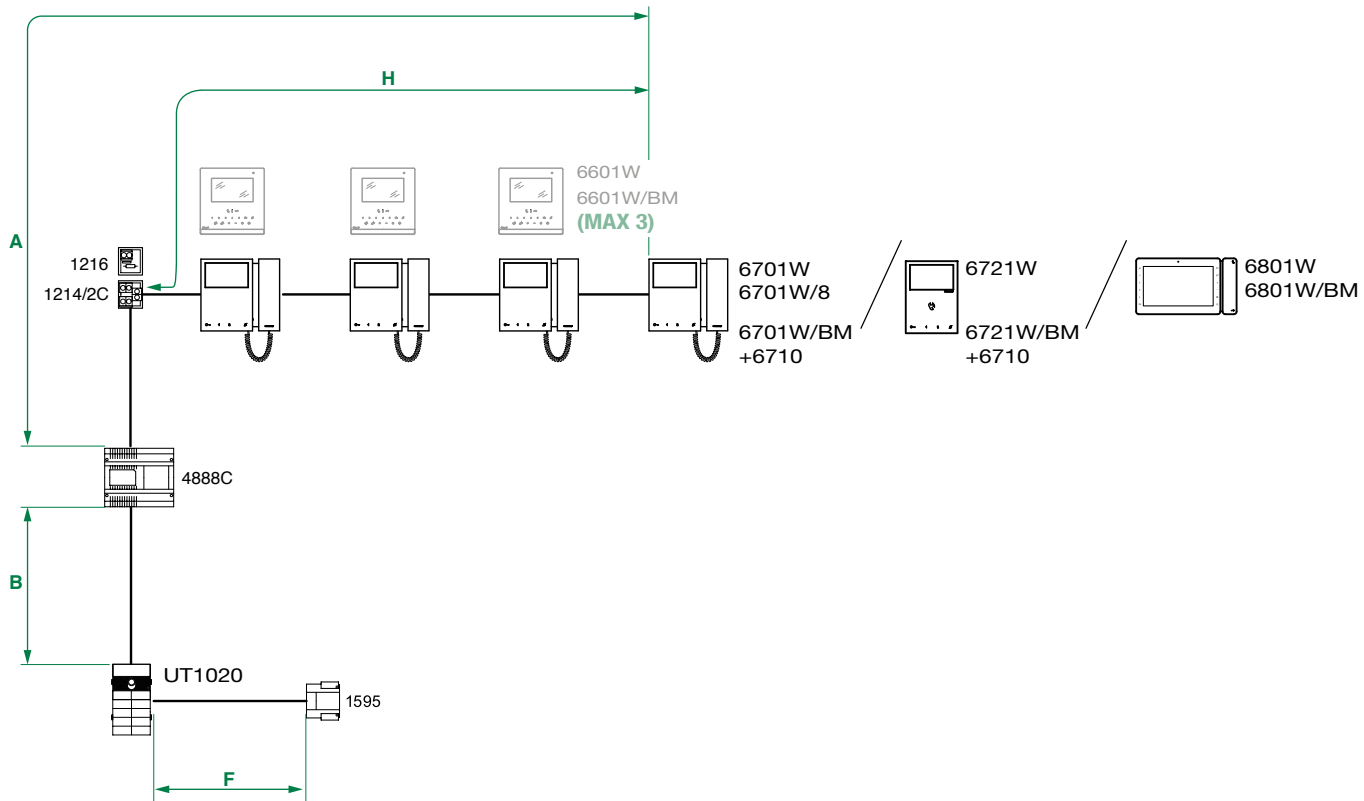 H
6601W
6601W/BM
(MAX 3)
A
1216
1214/2C
6701W
6701W/8
6701W/BM
+6710
6721W
6721W/BM
+6710
6801W
6801W/BM
4888C
B
UT1020
1595
F